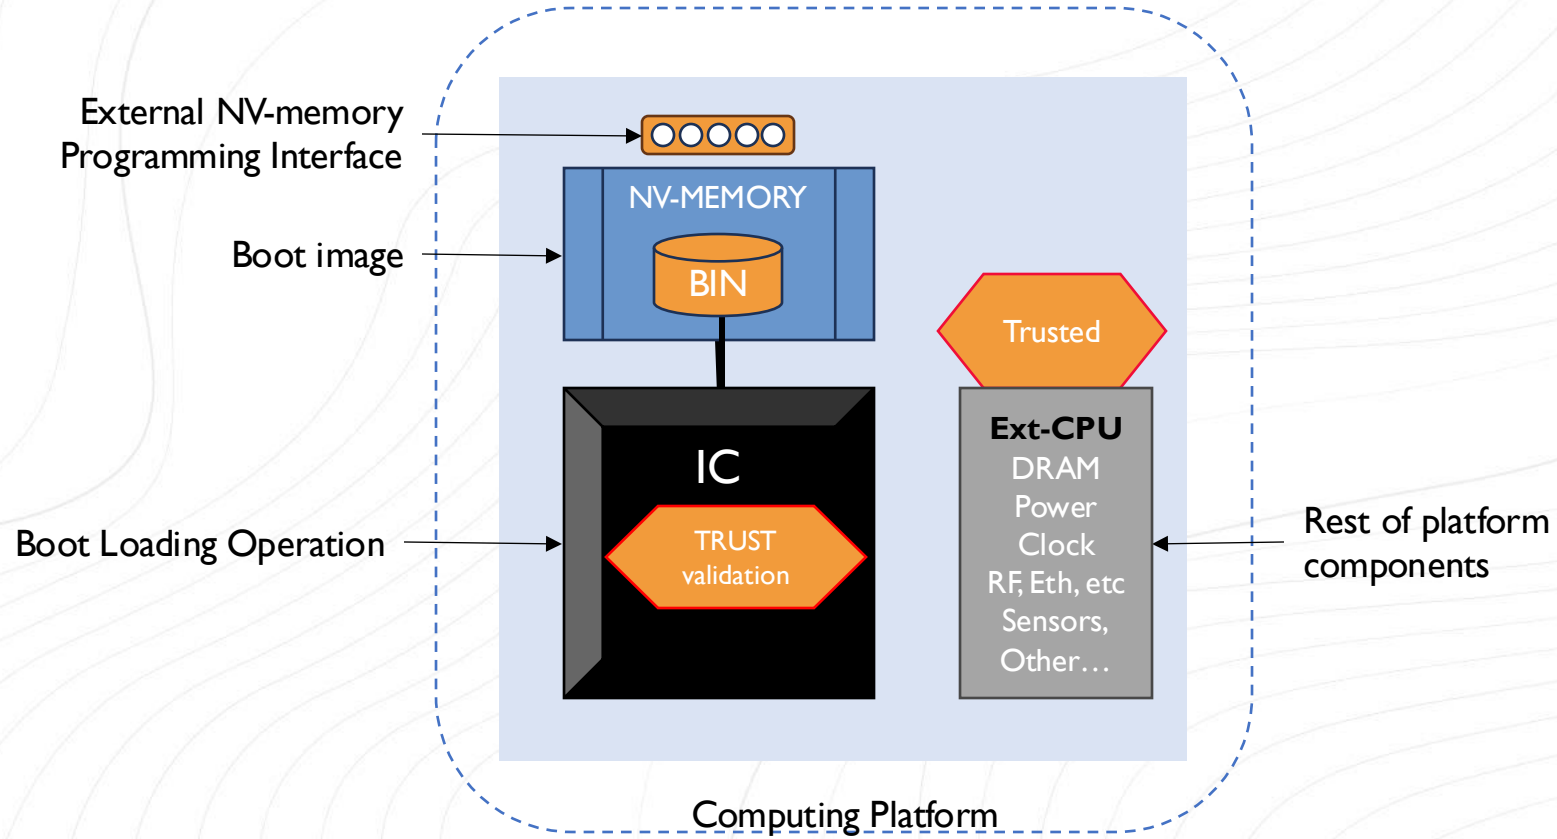 External NV-memory
Programming Interface
NV-MEMORY
Boot image
BIN
Trusted
Ext-CPU
DRAM
Power
Clock
RF, Eth, etc
Sensors,
Other…
IC
TRUST
validation
Boot Loading Operation
Rest of platform
components
Computing Platform